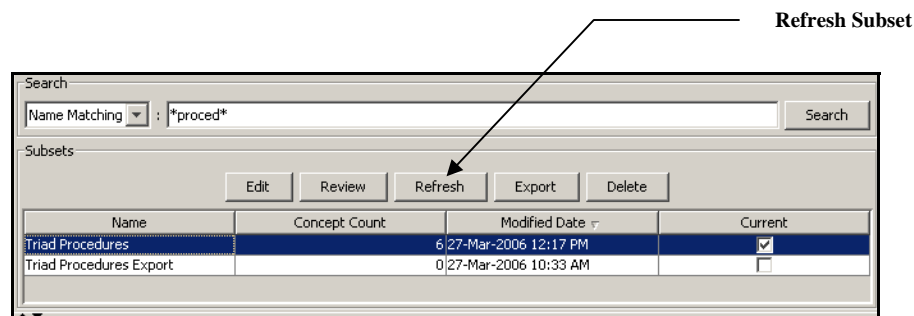 Refresh Subset
Search
Name Matching : *proced* Search
Subsets
Edit Review Refresh Export Delete
Name Concept Count Modified Date Current
Triad Procedures 6 27-Mar-2006 12:17 PM
Triad Procedures Export 0 27-Mar-2006 10:33 AM